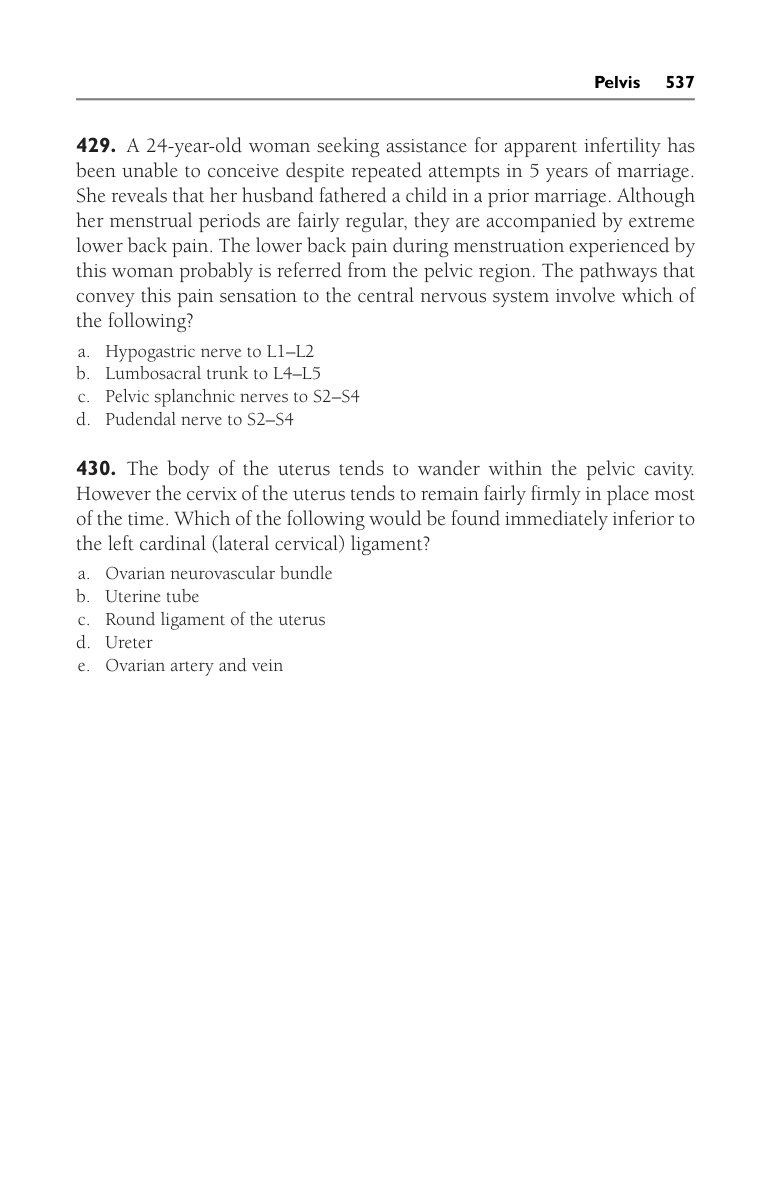 Pelvis 537
429. A 24-year-old woman seeking assistance for apparent infertility has
been unable to conceive despite repeated attempts in 5 years of marriage.
She reveals that her husband fathered a child in a prior marriage. Although
her menstrual periods are fairly regular, they are accompanied by extreme
lower back pain. The lower back pain during menstruation experienced by
this woman probably is referred from the pelvic region. The pathways that
convey this pain sensation to the central nervous system involve which of
the following?
a. Hypogastric nerve to L1–L2
b. Lumbosacral trunk to L4–L5
c. Pelvic splanchnic nerves to S2–S4
d. Pudendal nerve to S2–S4
430. The body of the uterus tends to wander within the pelvic cavity.
However the cervix of the uterus tends to remain fairly firmly in place most
of the time. Which of the following would be found immediately inferior to
the left cardinal (lateral cervical) ligament?
a. Ovarian neurovascular bundle
b. Uterine tube
c. Round ligament of the uterus
d. Ureter
e. Ovarian artery and vein